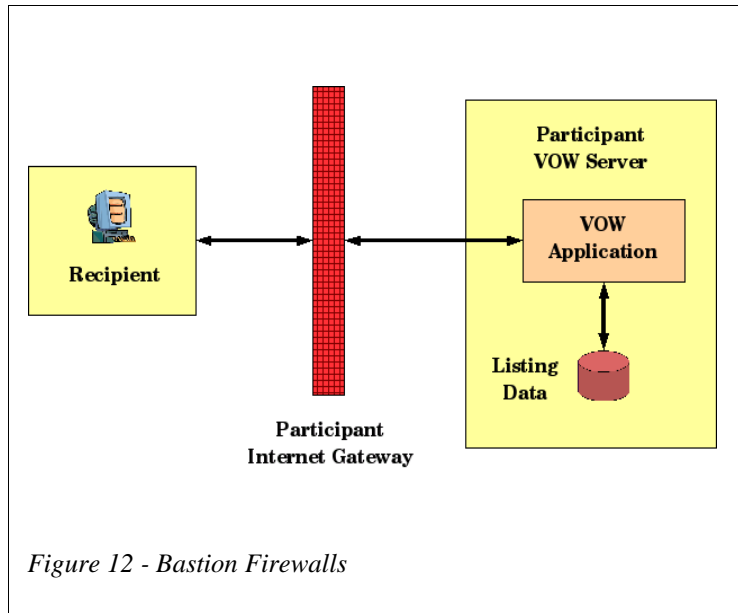 Participant
VOW Server
VOW
Application
Recipient
Listing
Data
Participant
Internet Gateway
Figure 12 - Bastion Firewalls